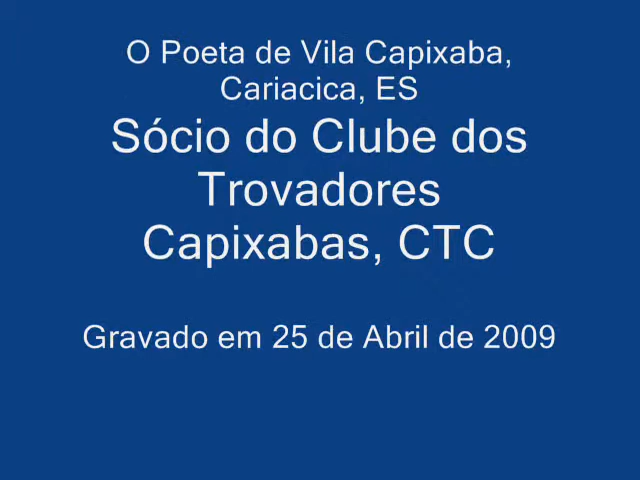 O Poeta de Vila Capixaba,
Cariacica, ES
Sócio do Clube dos
Trovadores
Capixabas, CTC
Gravado em 25 de Abril de 2009